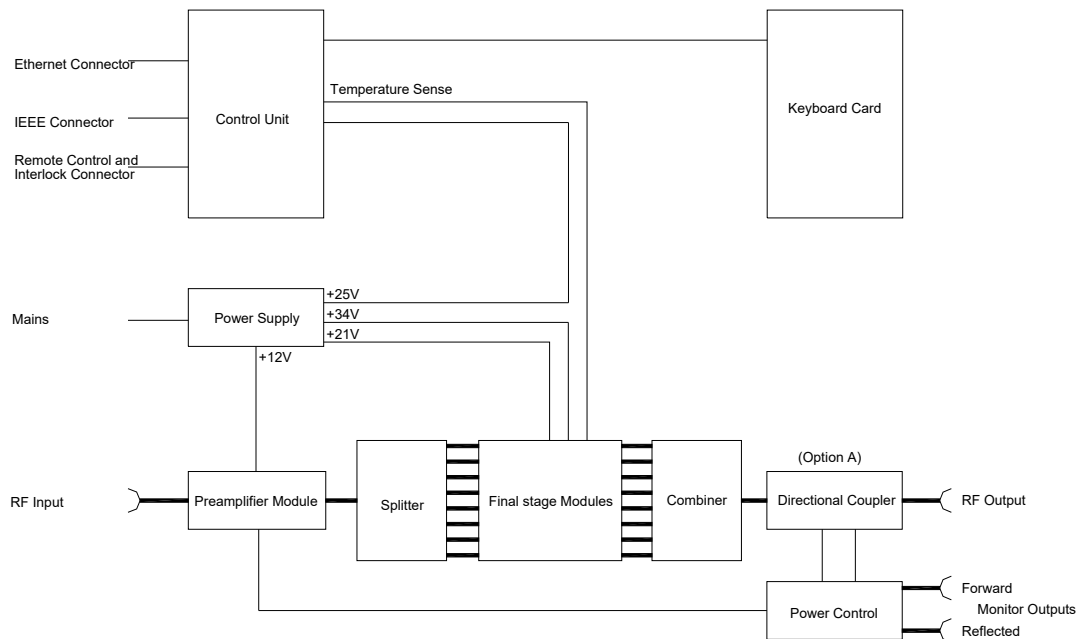 Ethernet Connector
IEEE Connector
Remote Control and
Interlock Connector
Control Unit
Temperature Sense
Keyboard Card
Mains
Power Supply
+25V
+34V
+21V
+12V
RF Input
Preamplifier Module
Splitter
Final stage Modules
Combiner
(Option A)
Directional Coupler
RF Output
Power Control
Forward
Monitor Outputs
Reflected